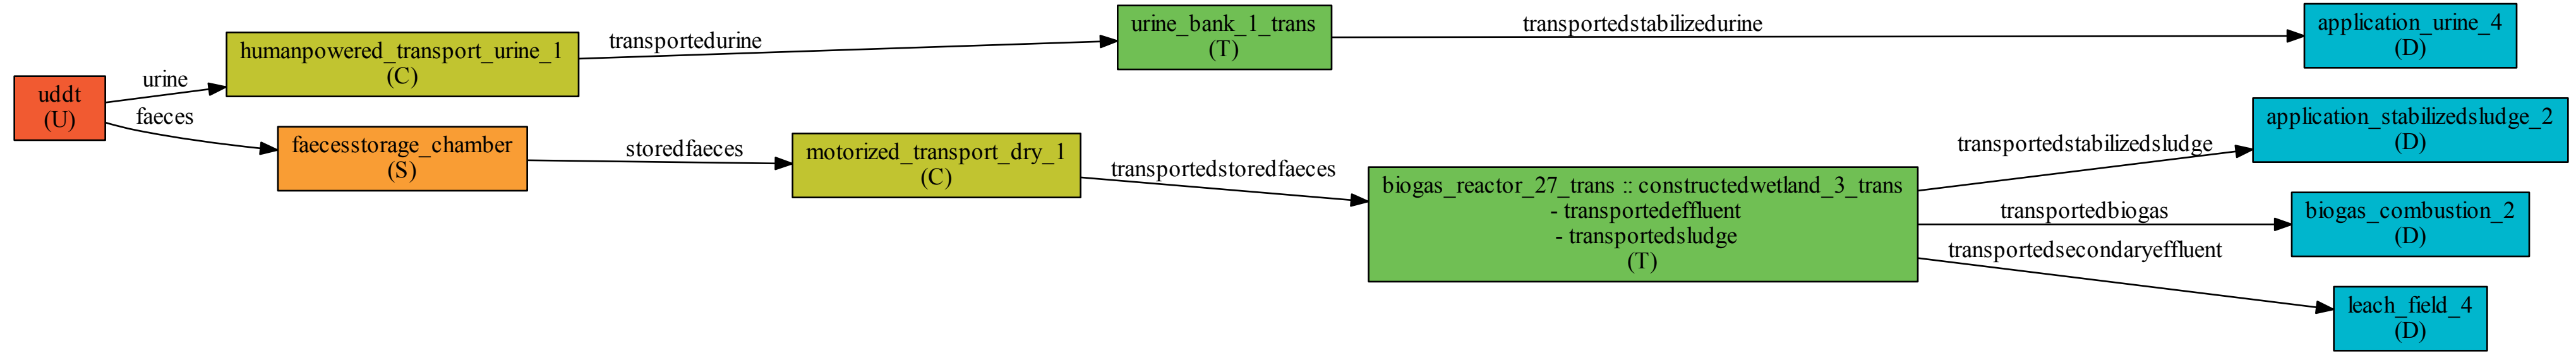 uddt
(U)
urine
faeces
humanpowered_transport_urine_1
(C)
transportedurine
urine_bank_1_trans
(T)
transportedstabilizedurine
application_urine_4
(D)
faecesstorage_chamber
(S)
storedfaeces
motorized_transport_dry_1
(C)
transportedstoredfaeces
biogas_reactor_27_trans :: constructedwetland_3_trans
- transportedeffluent
- transportedsludge
(T)
transportedstabilizedsludge
application_stabilizedsludge_2
(D)
transportedbiogas
biogas_combustion_2
(D)
transportedsecondaryeffluent
leach_field_4
(D)